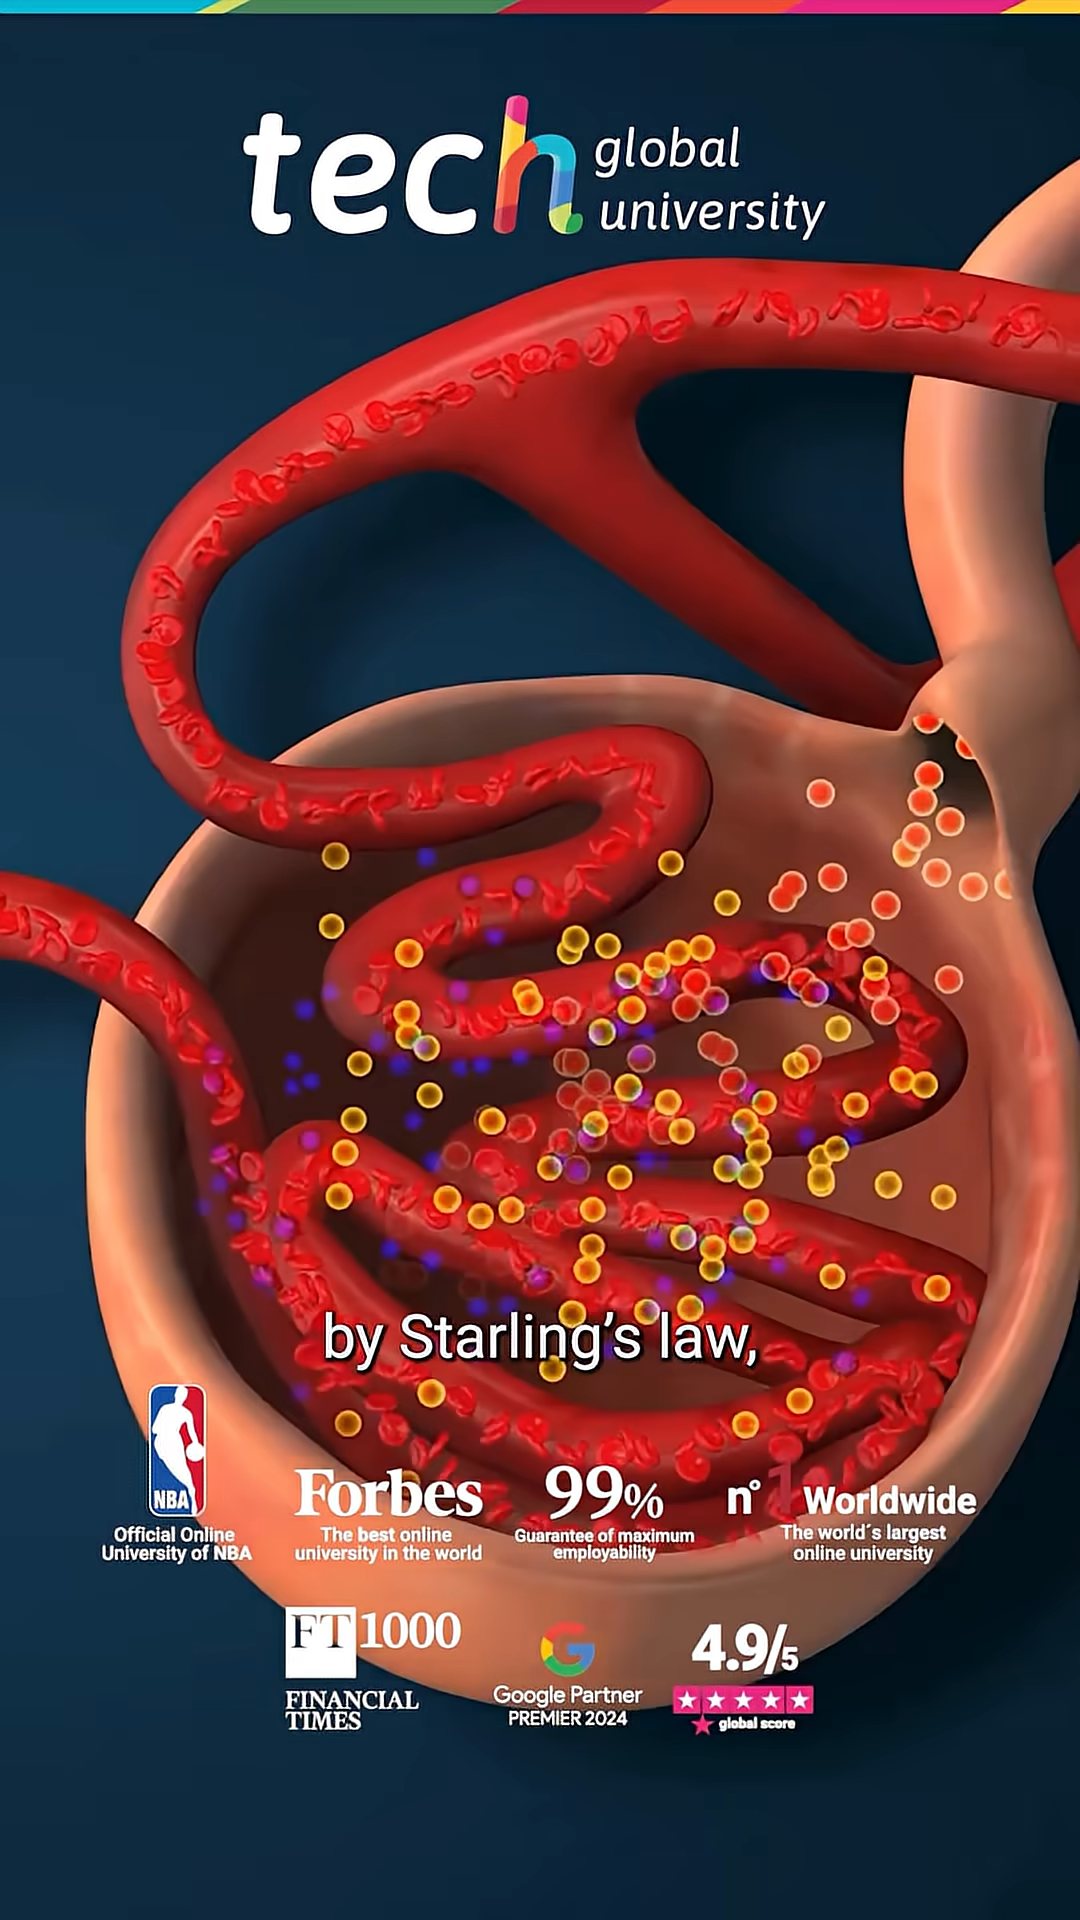 tech global
university
by Starling's law,
NBA
Official Online
University of NBA
Forbes
The best online
university in the world
99%
Guarantee of maximum
employability
nº 1 Worldwide
The world´s largest
online university
FT 1000
FINANCIAL
TIMES
Google Partner
PREMIER 2024
4.9/5
global score